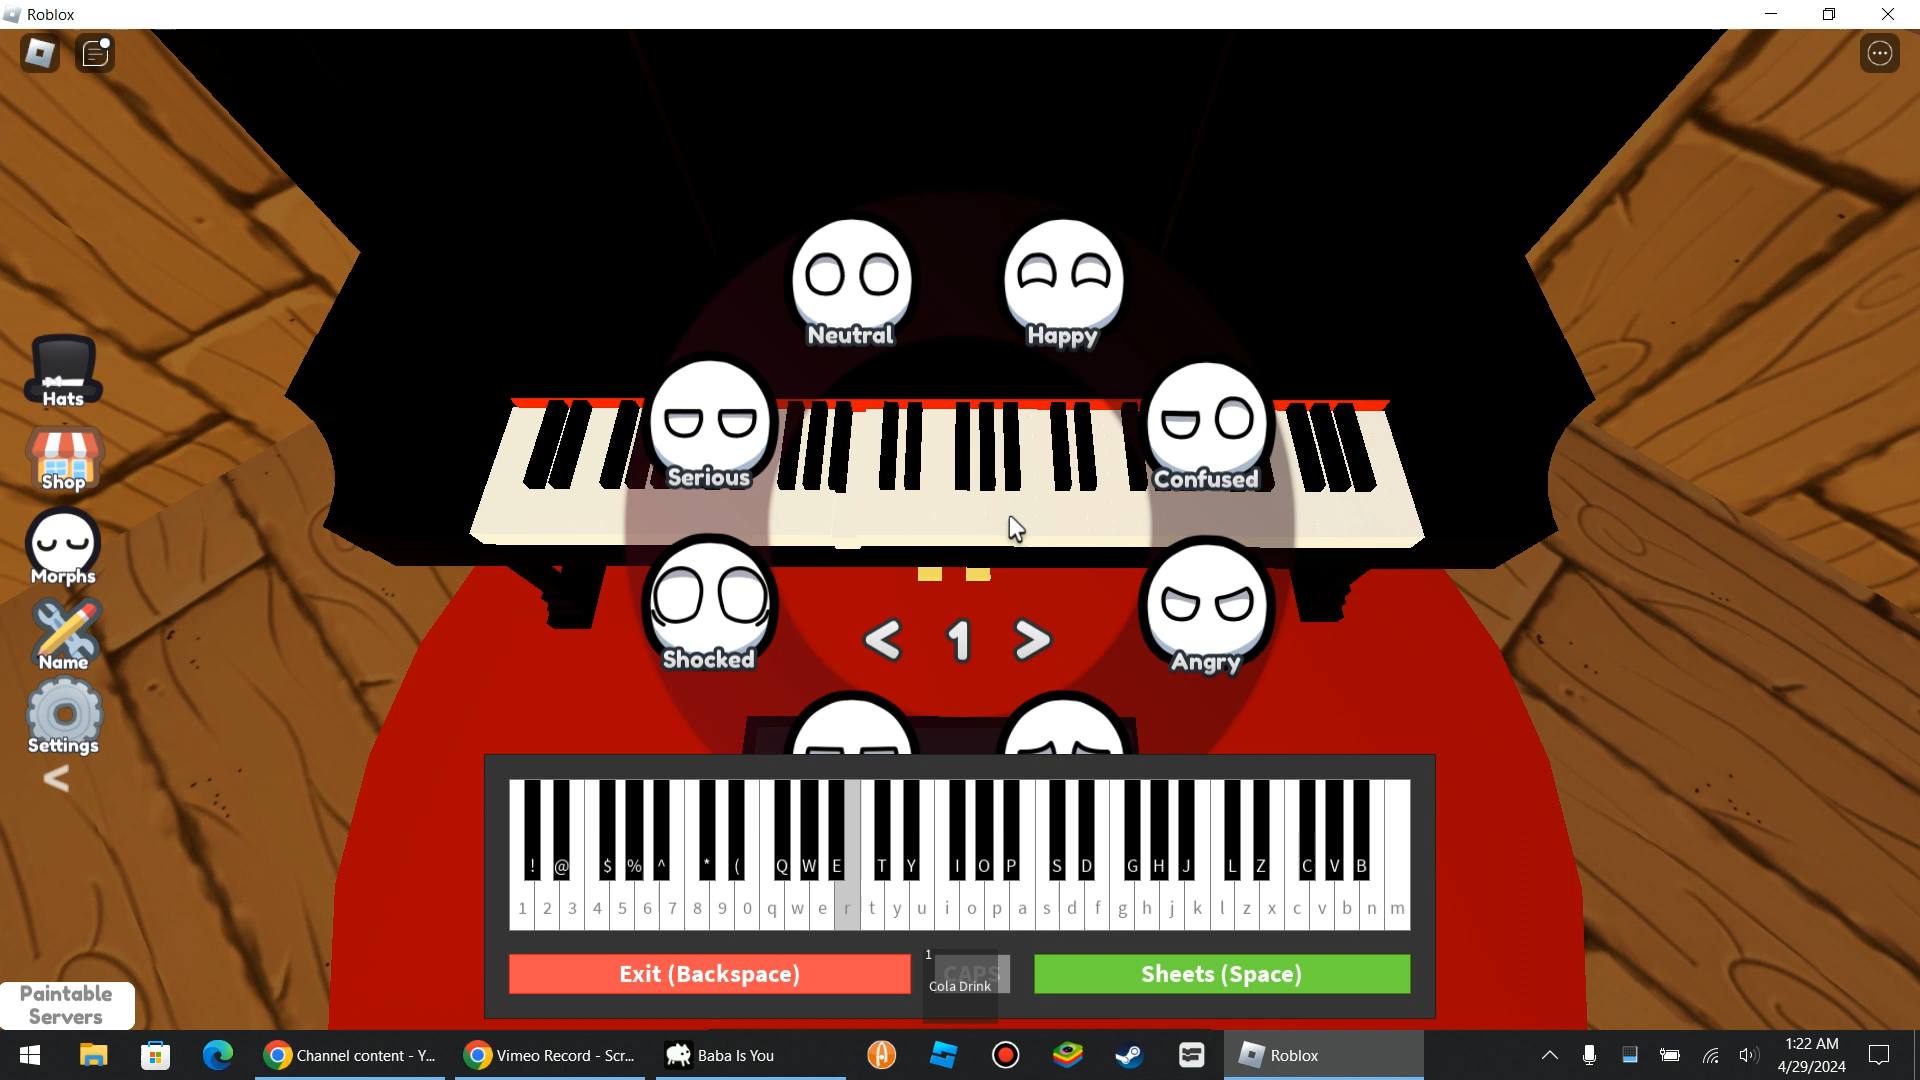 Roblox
Neutral
Happy
Serious
Confused
Hats
Shop
Morphs
Name
Settings
<
Shocked
< 1 >
Angry
! @ $ % ^ * ( Q W E T Y I O P S D G H J L Z C V B
1 2 3 4 5 6 7 8 9 0 q w e r t y u i o p a s d f g h j k l z x c v b n m
Exit (Backspace)
1
CAPS
Cola Drink
Sheets (Space)
Paintable
Servers
Channel content - Y...
Vimeo Record - Scr...
Baba Is You
Roblox
1:22 AM
4/29/2024